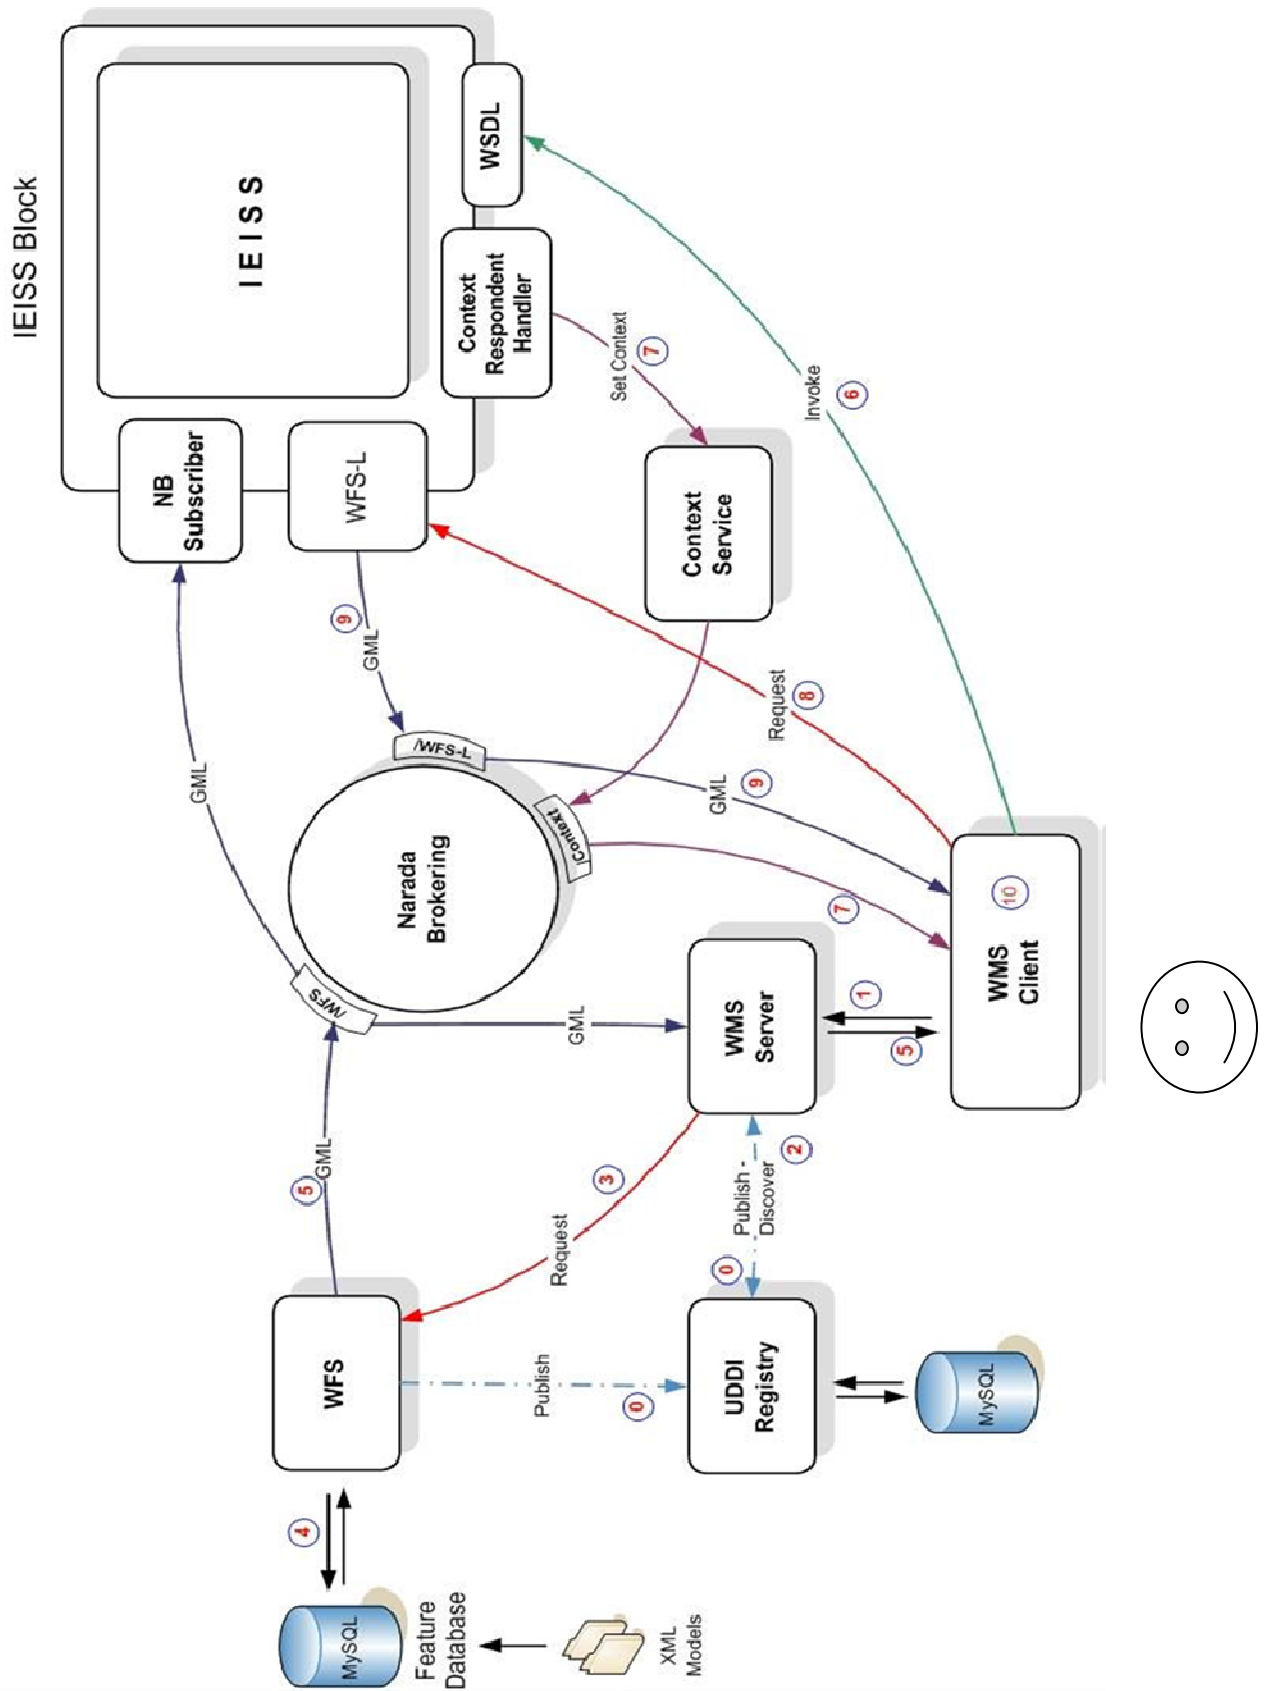 IEISS Block
I E I S S
NB
Subscriber
WFS-L
Context
Respondent
Handler
WSDL
Set Context
7
Invoke
6
Context
Service
9
GML
GML
Request
8
/WFS-L
GML
9
Narada
Brokering
/Context
7
/WFS
GML
5
GML
WFS
Request
3
WMS
Server
1
5
WMS
Client
10
Publish -
Discover
2
0
Publish
0
UDDI
Registry
MySQL
4
MySQL
Feature
Database
XML
Models